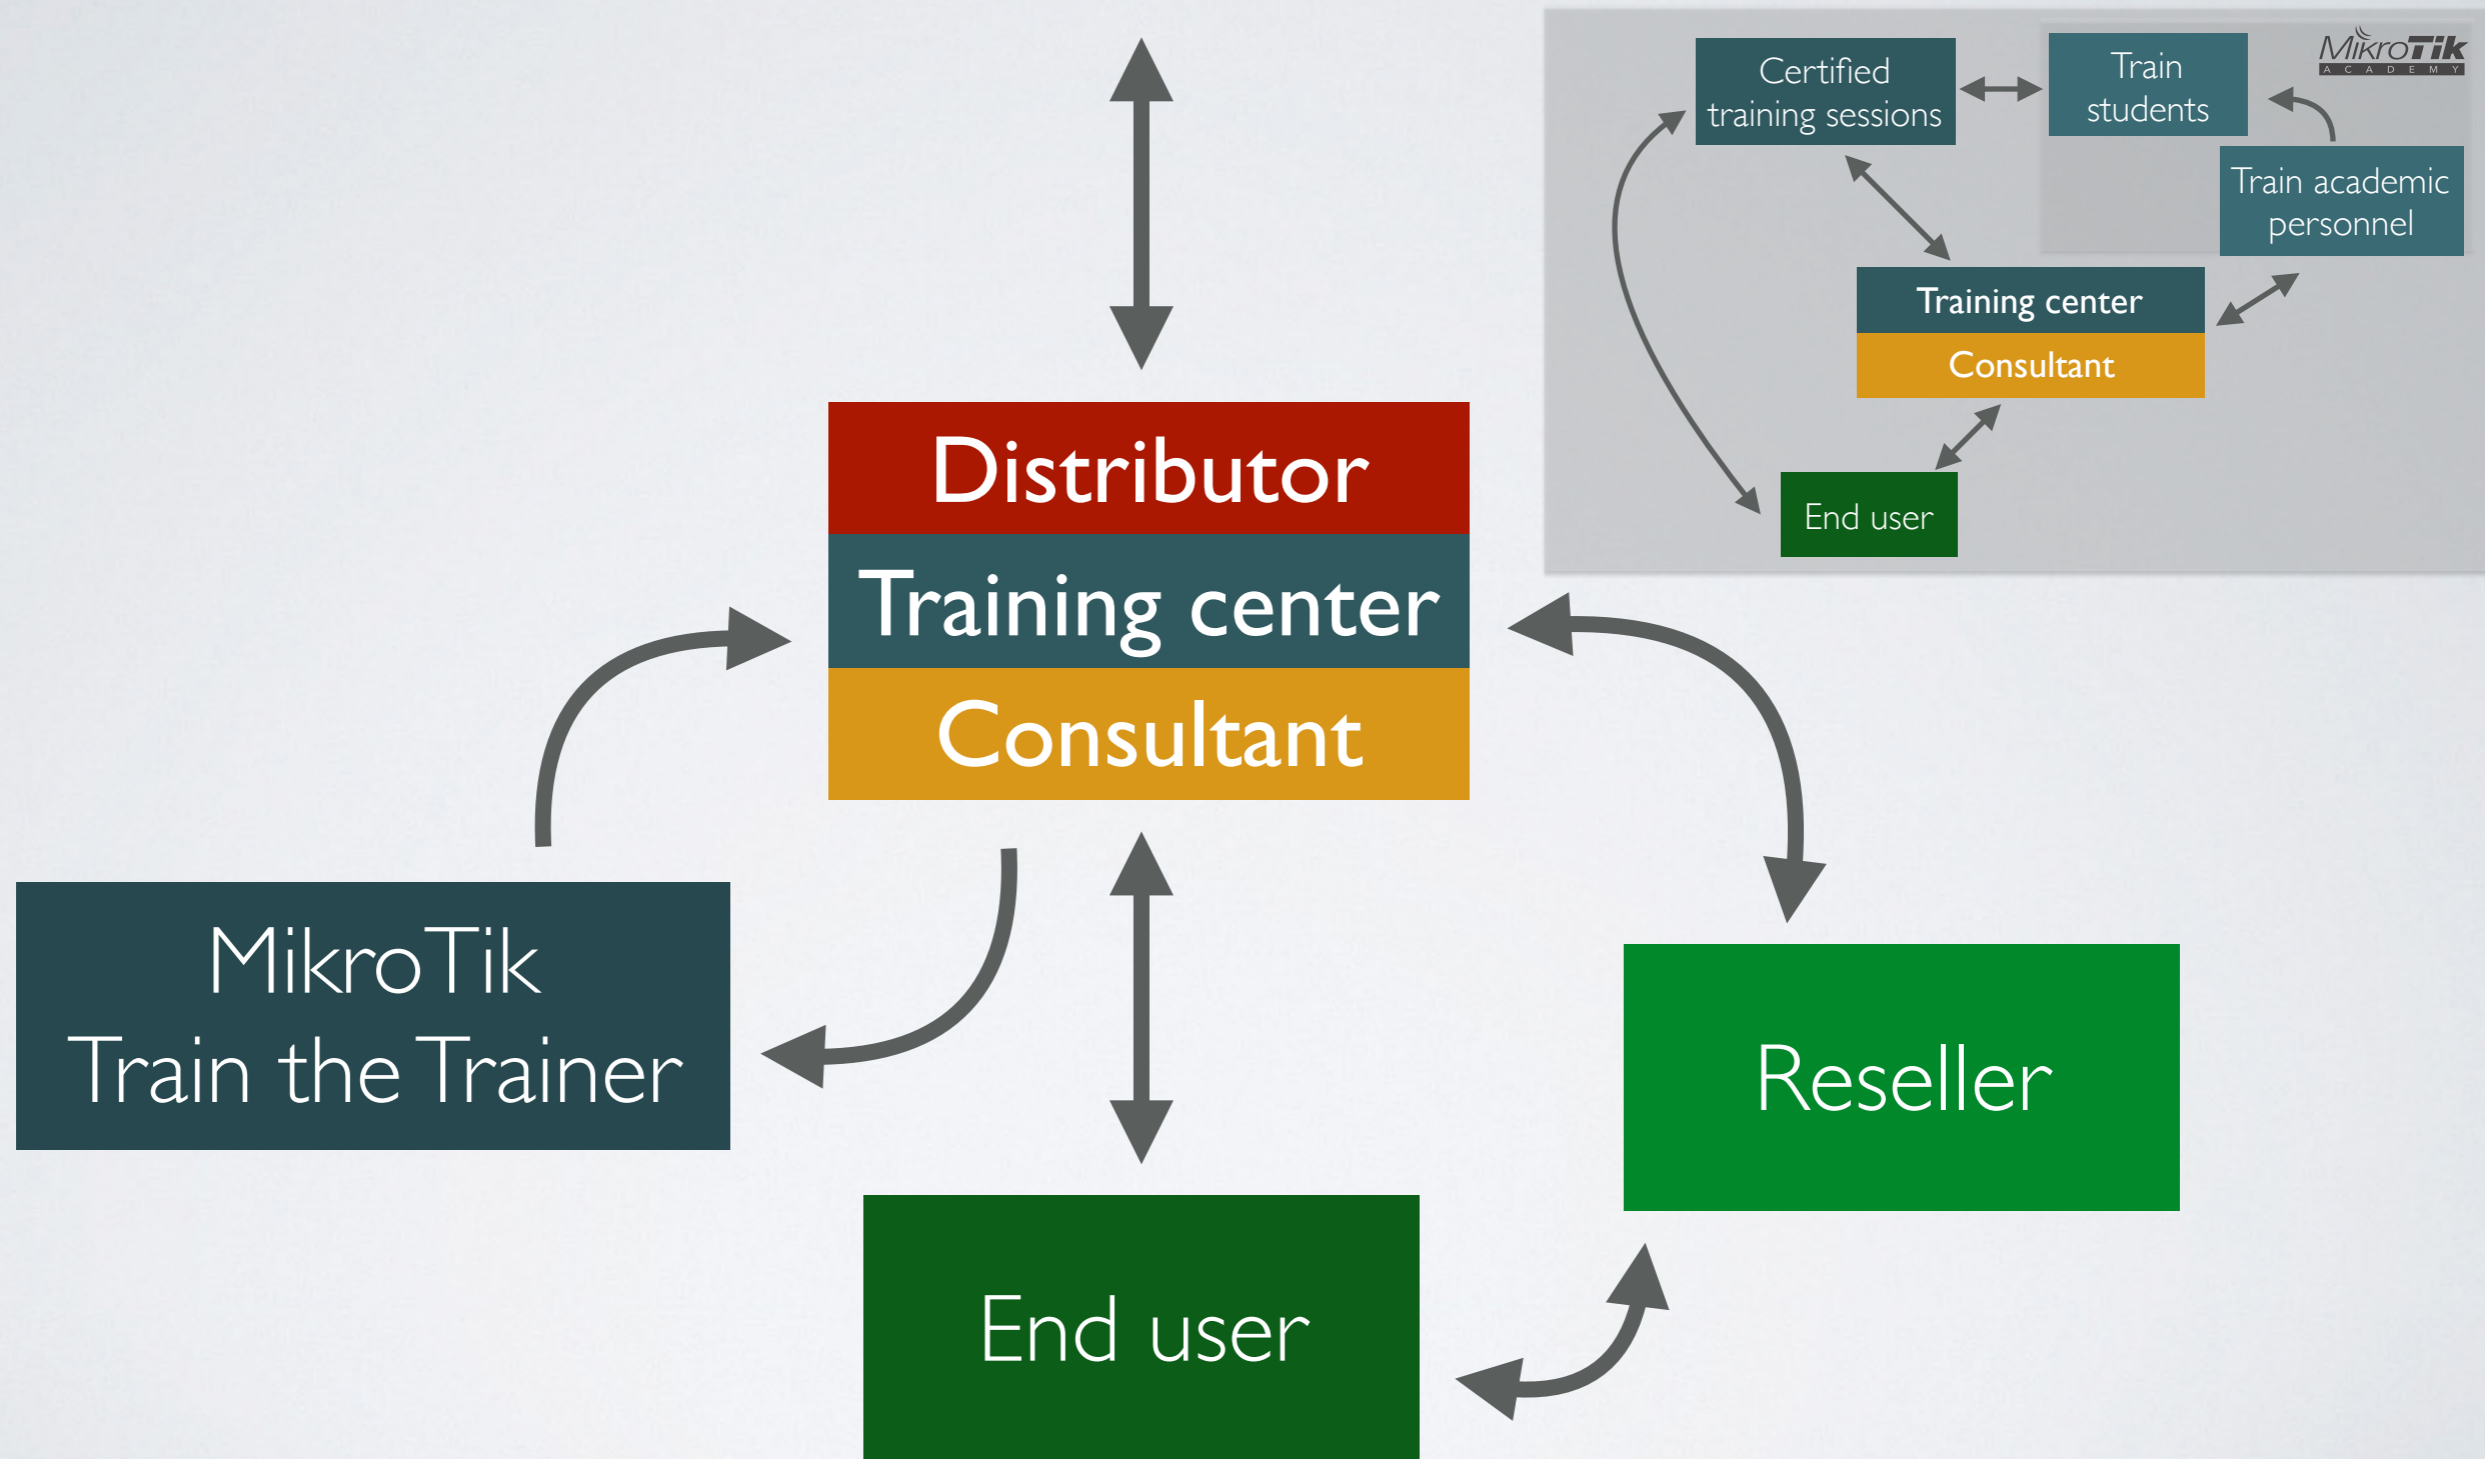 MikroTik
ACADEMY
Certified
training sessions
Train
students
Train academic
personnel
Training center
Consultant
End user
Distributor
Training center
Consultant
MikroTik
Train the Trainer
Reseller
End user